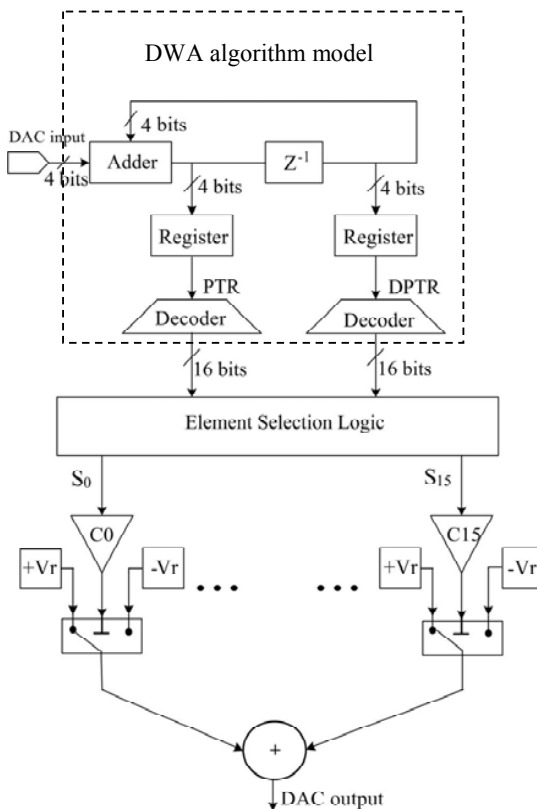 DWA algorithm model
DAC input
4 bits
4 bits
Adder
Z⁻¹
4 bits
4 bits
Register
Register
PTR
DPTR
Decoder
Decoder
16 bits
16 bits
Element Selection Logic
S₀
S₁₅
C0
C15
+Vr
-Vr
+Vr
-Vr
+
DAC output